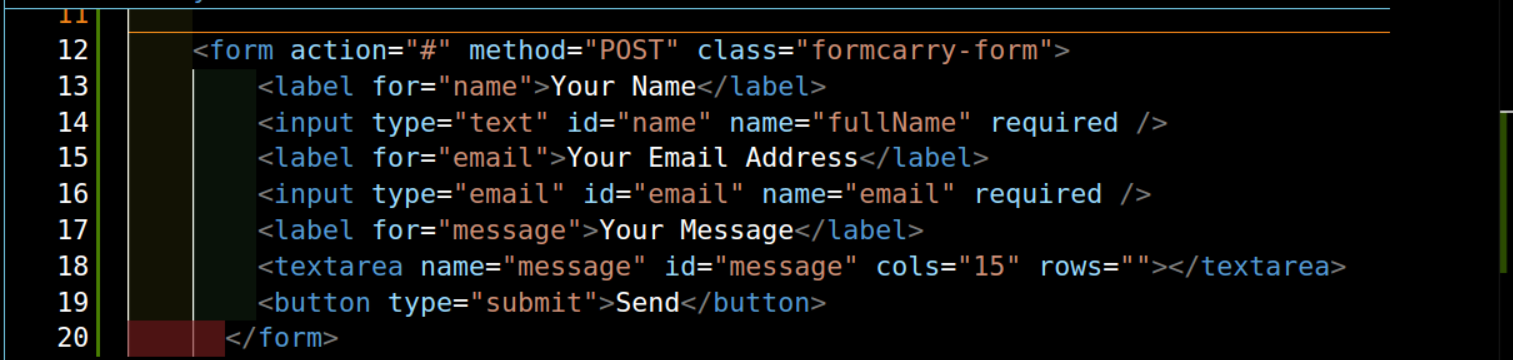 11
12 <form action="#" method="POST" class="formcarry-form">
13 <label for="name">Your Name</label>
14 <input type="text" id="name" name="fullName" required />
15 <label for="email">Your Email Address</label>
16 <input type="email" id="email" name="email" required />
17 <label for="message">Your Message</label>
18 <textarea name="message" id="message" cols="15" rows=""></textarea>
19 <button type="submit">Send</button>
20 </form>